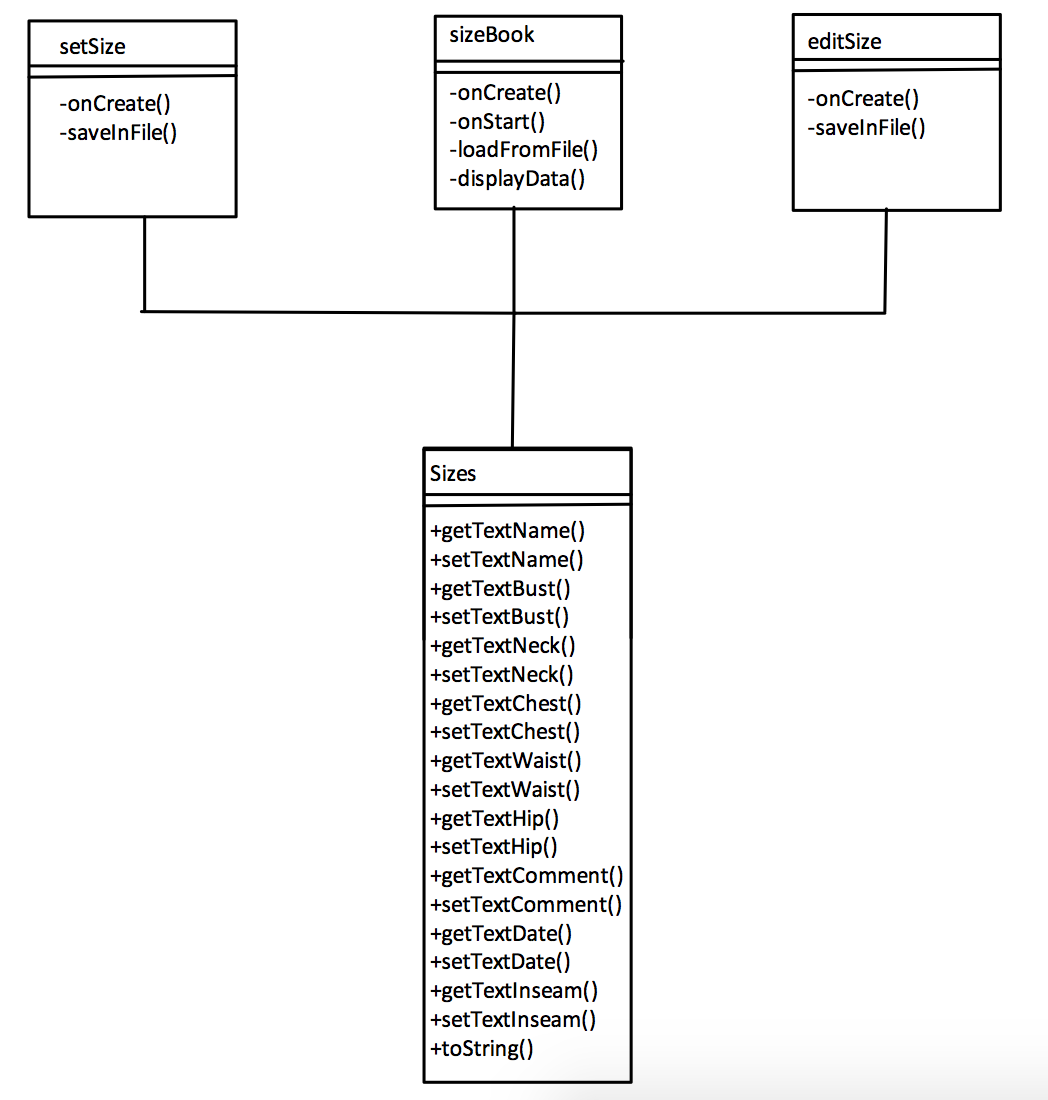 setSize
-onCreate()
-saveInFile()
sizeBook
-onCreate()
-onStart()
-loadFromFile()
-displayData()
editSize
-onCreate()
-saveInFile()
Sizes
+getTextName()
+setTextName()
+getTextBust()
+setTextBust()
+getTextNeck()
+setTextNeck()
+getTextChest()
+setTextChest()
+getTextWaist()
+setTextWaist()
+getTextHip()
+setTextHip()
+getTextComment()
+setTextComment()
+getTextDate()
+setTextDate()
+getTextInseam()
+setTextInseam()
+toString()